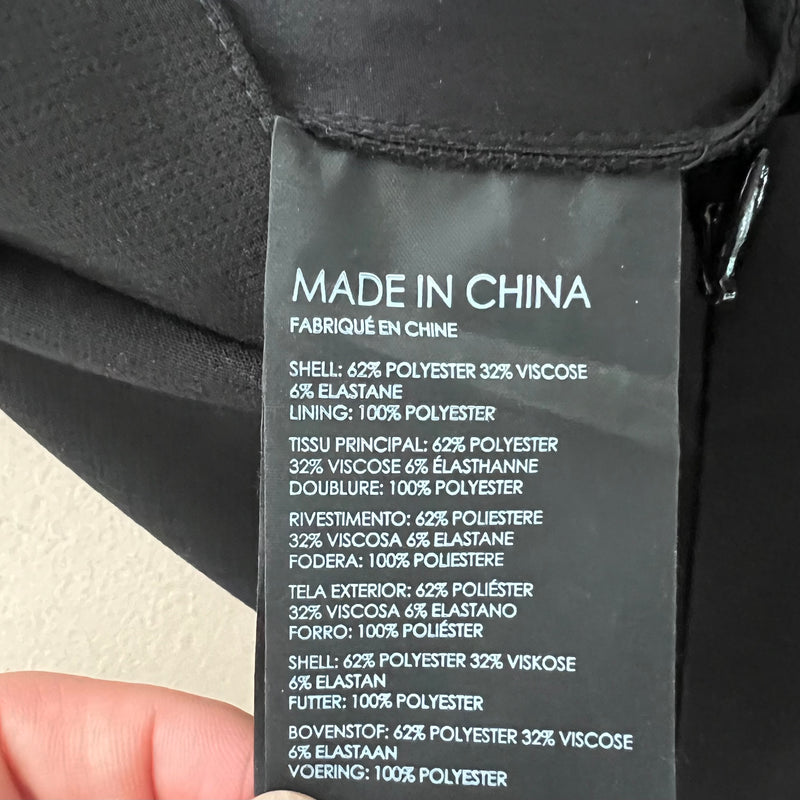 MADE IN CHINA
FABRIQUÉ EN CHINE
SHELL: 62% POLYESTER 32% VISCOSE
6% ELASTANE
LINING: 100% POLYESTER
TISSU PRINCIPAL: 62% POLYESTER
32% VISCOSE 6% ÉLASTHANNE
DOUBLURE: 100% POLYESTER
RIVESTIMENTO: 62% POLIESTERE
32% VISCOSA 6% ELASTANE
FODERA: 100% POLIESTERE
TELA EXTERIOR: 62% POLIÉSTER
32% VISCOSA 6% ELASTANO
FORRO: 100% POLIÉSTER
SHELL: 62% POLYESTER 32% VISKOSE
6% ELASTAN
FUTTER: 100% POLYESTER
BOVENSTOF: 62% POLYESTER 32% VISCOSE
6% ELASTAAN
VOERING: 100% POLYESTER